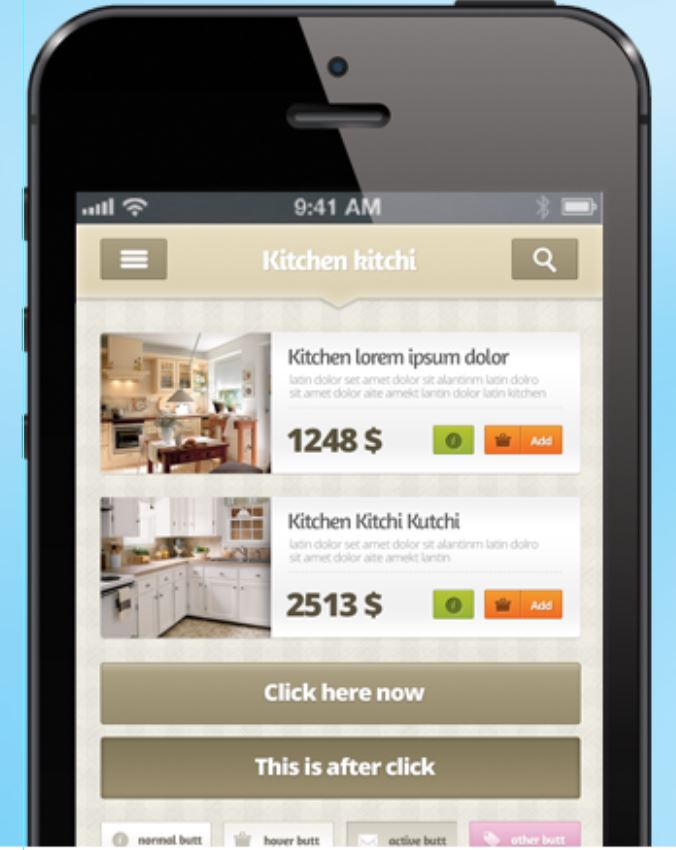 9:41 AM
Kitchen kitchi
Kitchen lorem ipsum dolor
latin dolor set amet dolor sit alantinm latin dolro
sit amet dolor aite amekt lantin dolor latin kitchen
1248 $
Add
Kitchen Kitchi Kutchi
latin dolor set amet dolor sit alantinm latin dolro
sit amet dolor aite amekt lantin
2513 $
Add
Click here now
This is after click
normal butt
hover butt
active butt
other butt